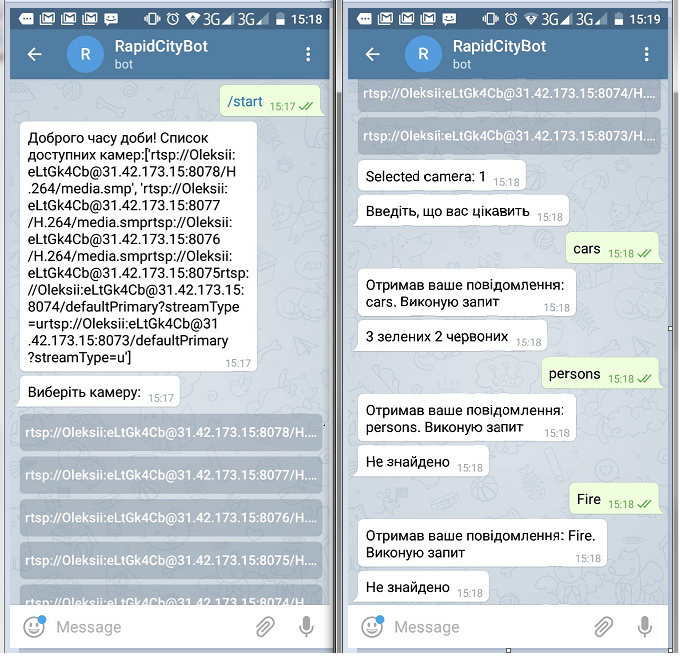 3G 3G 15:18
R
RapidCityBot
bot
/start
15:17
Доброго часу доби! Список
доступних камер:['rtsp://Oleksii:
eLtGk4Cb@31.42.173.15:8078/H
.264/media.smp', 'rtsp://Oleksii:
eLtGk4Cb@31.42.173.15:8077
/H.264/media.smprtsp://Oleksii:
eLtGk4Cb@31.42.173.15:8076
/H.264/media.smprtsp://Oleksii:
eLtGk4Cb@31.42.173.15:8075rtsp:
//Oleksii:eLtGk4Cb@31.42.173.15:
8074/defaultPrimary?streamType
=urtsp://Oleksii:eLtGk4Cb@31
.42.173.15:8073/defaultPrimary
?streamType=u']
15:17
Виберіть камеру: 15:17
rtsp://Oleksii:eLtGk4Cb@31.42.173.15:8078/H....
rtsp://Oleksii:eLtGk4Cb@31.42.173.15:8077/H....
rtsp://Oleksii:eLtGk4Cb@31.42.173.15:8076/H....
rtsp://Oleksii:eLtGk4Cb@31.42.173.15:8075/H....
rtsp://Oleksii:eLtGk4Cb@31.42.173.15:8074/H....
Message
3G 3G 15:19
R
RapidCityBot
bot
rtsp://Oleksii:eLtGk4Cb@31.42.173.15:8074/H....
rtsp://Oleksii:eLtGk4Cb@31.42.173.15:8073/H....
Selected camera: 1 15:18
Введіть, що вас цікавить 15:18
cars 15:18
Отримав ваше повідомлення:
cars. Виконую запит 15:18
3 зелених 2 червоних 15:18
persons 15:18
Отримав ваше повідомлення:
persons. Виконую запит 15:18
Не знайдено 15:18
Fire 15:18
Отримав ваше повідомлення: Fire.
Виконую запит 15:18
Не знайдено 15:18
Message